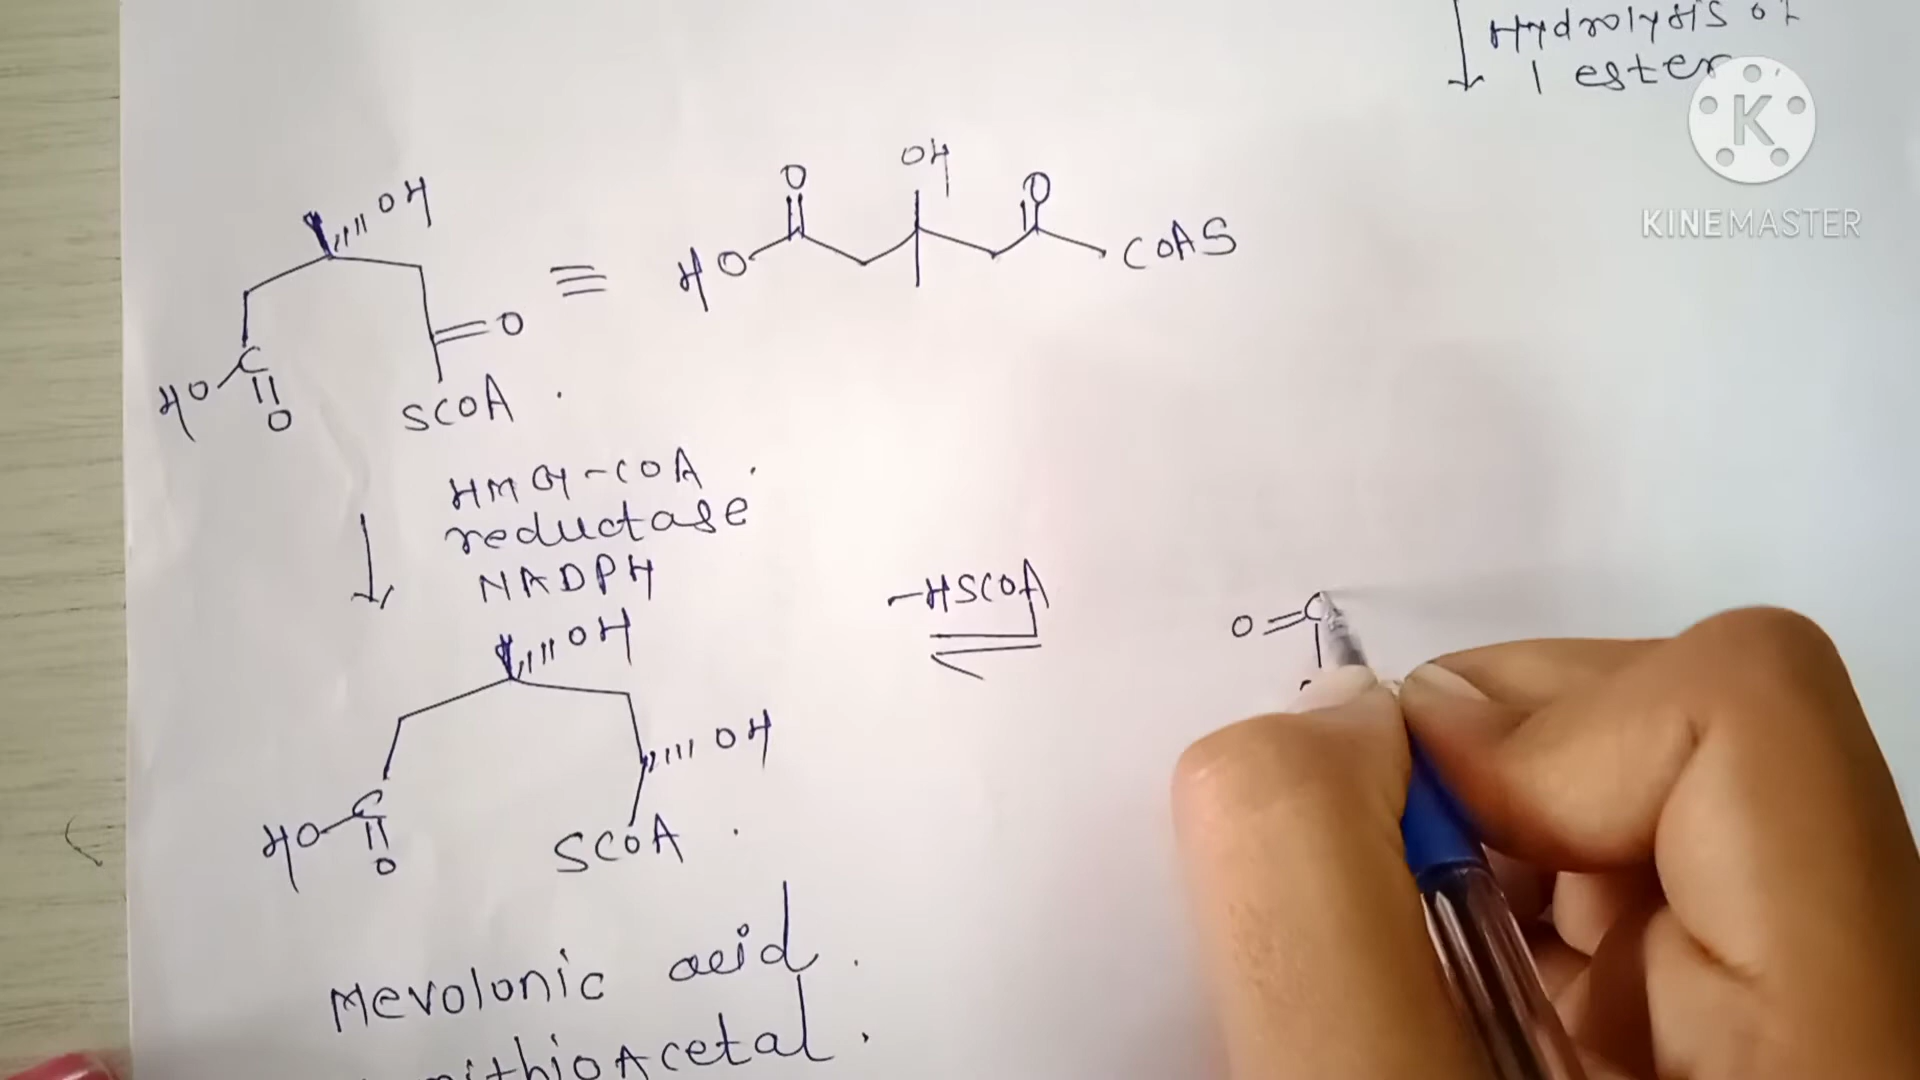 Hydrolysis of
1 ester
K
KINEMASTER
OH
O
O
OH
HO
COAS
≡
O
C
HO
O
SCOA .
HMG-COA .
reductase
NADPH
OH
-HSCOA
O=C
OH
C
HO
O
SCOA .
Mevolonic acid .
Acetal .